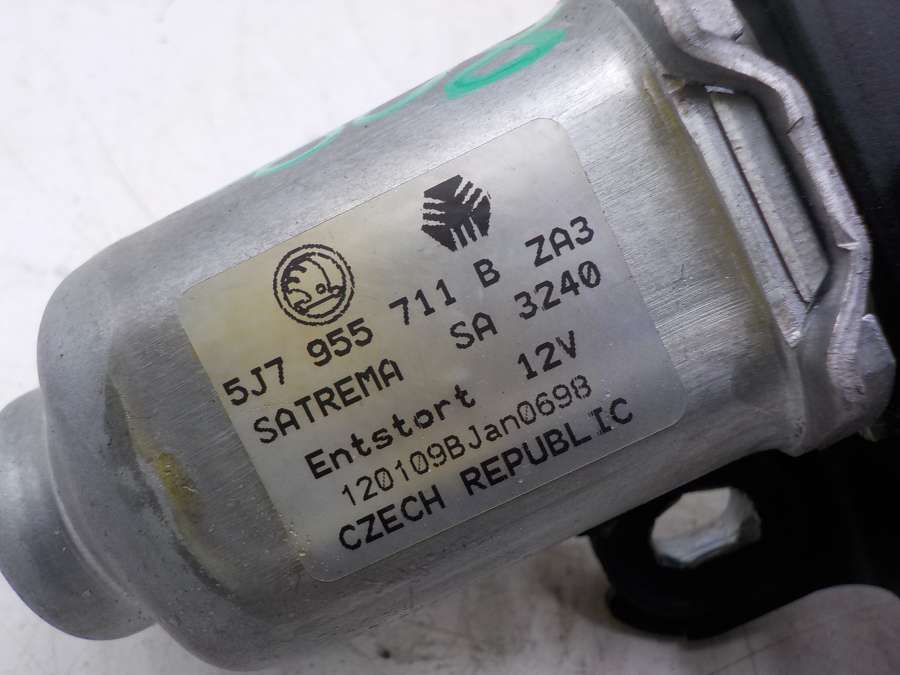 5J7 955 711 B ZA3
SATREMA SA 3240
Entstort 12V
120109BJan0698
CZECH REPUBLIC